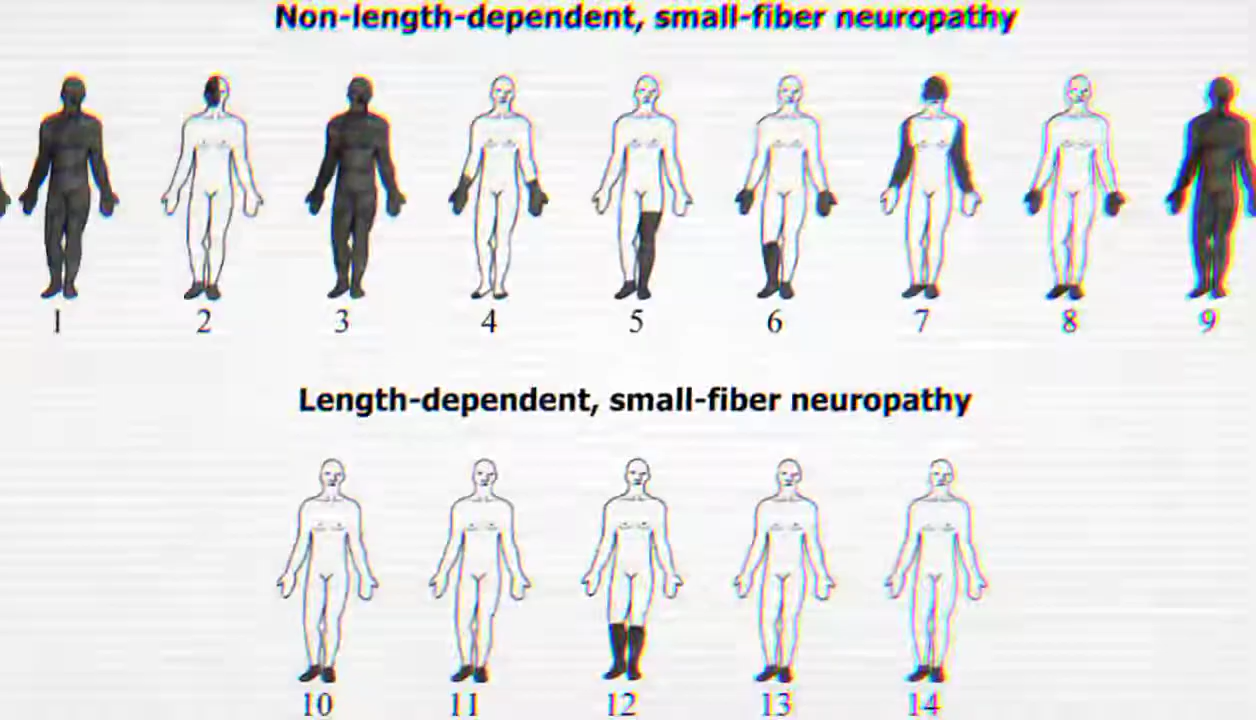 Non-length-dependent, small-fiber neuropathy
1 2 3 4 5 6 7 8 9
Length-dependent, small-fiber neuropathy
10 11 12 13 14